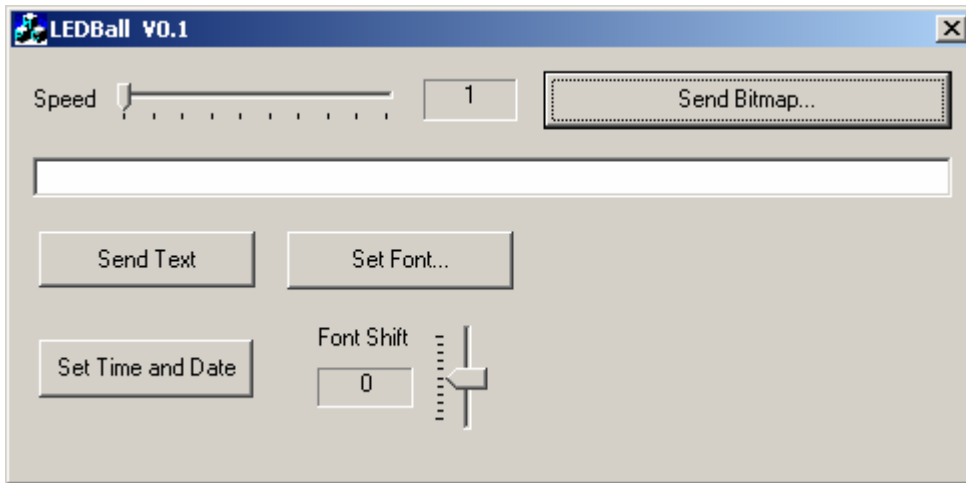 LEDBall V0.1
Speed 1 Send Bitmap...
Send Text Set Font...
Font Shift
Set Time and Date 0